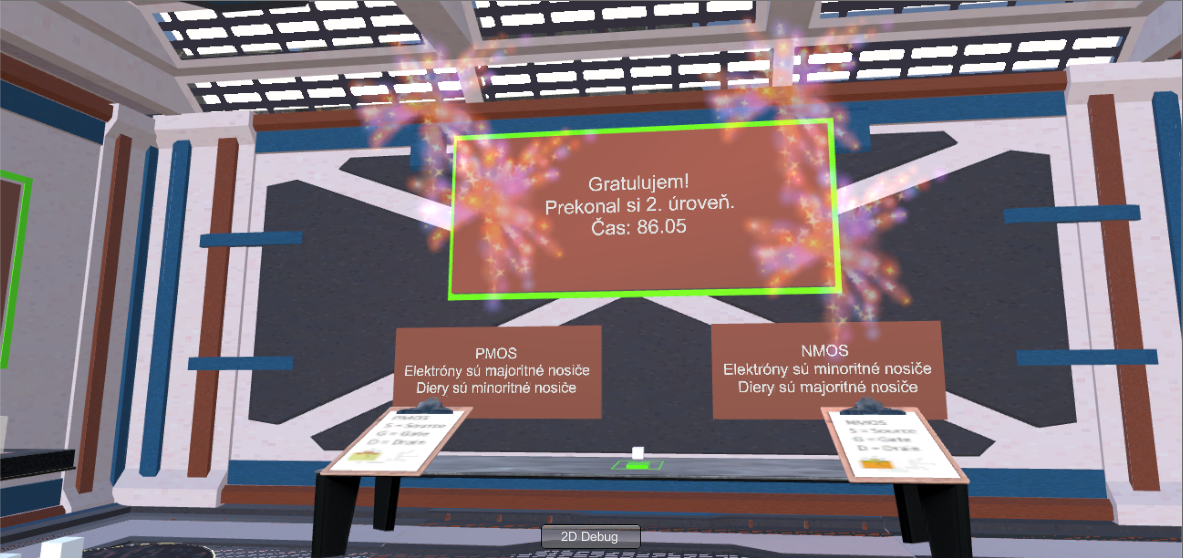 Gratulujem!
Prekonal si 2. úroveň.
Čas: 86.05
PMOS
Elektróny sú majoritné nosiče
Diery sú minoritné nosiče
NMOS
Elektróny sú minoritné nosiče
Diery sú majoritné nosiče
PMOS
S = Source
G = Gate
D = Drain
NMOS
S = Source
G = Gate
D = Drain
2D Debug